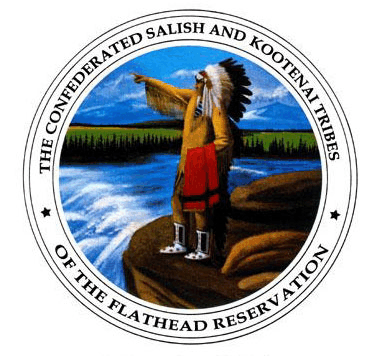 THE CONFEDERATED SALISH AND KOOTENAI TRIBES
OF THE FLATHEAD RESERVATION